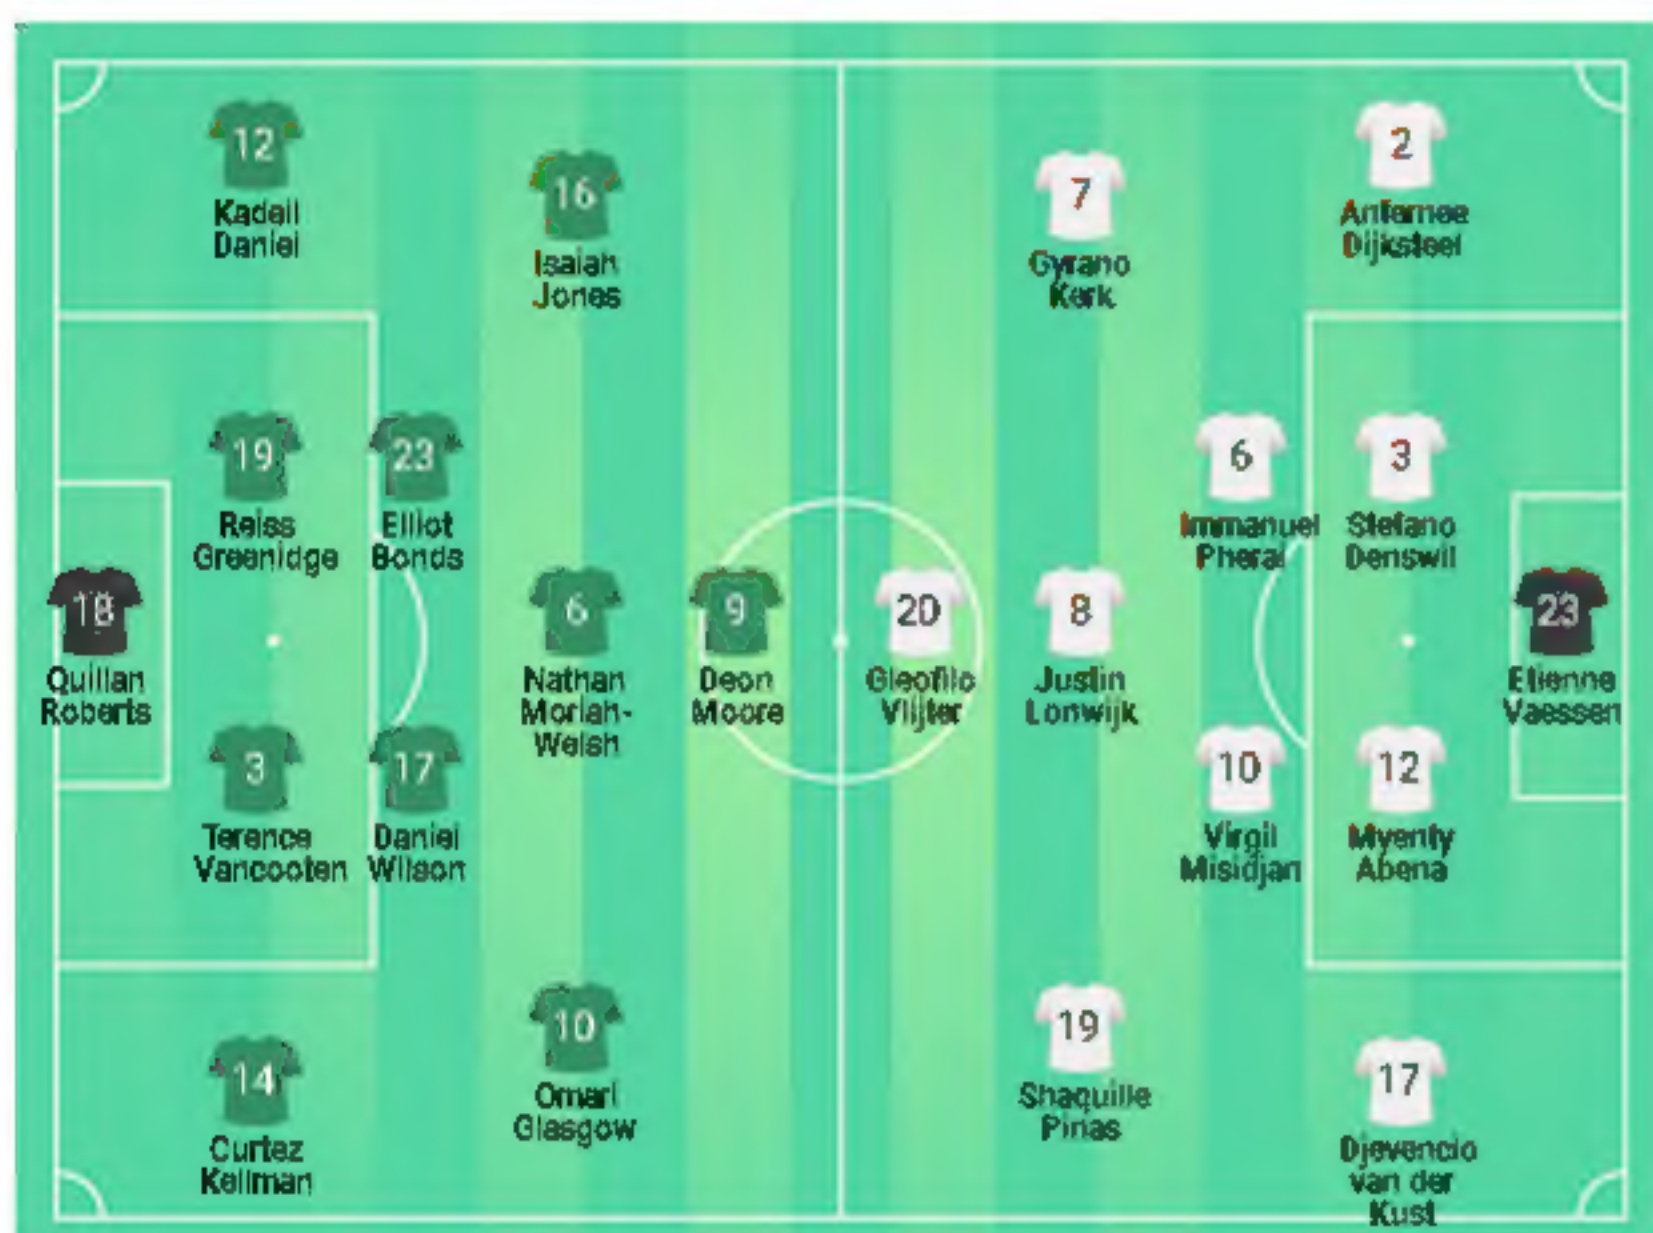 12
Kadell
Daniel
16
Isaiah
Jones
7
Gyrano
Kerk
2
Anfernee
Dijksteel
19
Reiss
Greenidge
23
Elliot
Bonds
6
Immanuel
Pherai
3
Stefano
Denswil
18
Quillan
Roberts
6
Nathan
Moriah-
Welsh
9
Deon
Moore
20
Gleofilo
Vlijter
8
Justin
Lonwijk
23
Etienne
Vaessen
3
Terence
Vancooten
17
Daniel
Wilson
10
Virgil
Misidjan
12
Myenty
Abena
14
Curtez
Kellman
10
Omari
Glasgow
19
Shaquille
Pinas
17
Djevencio
van der
Kust